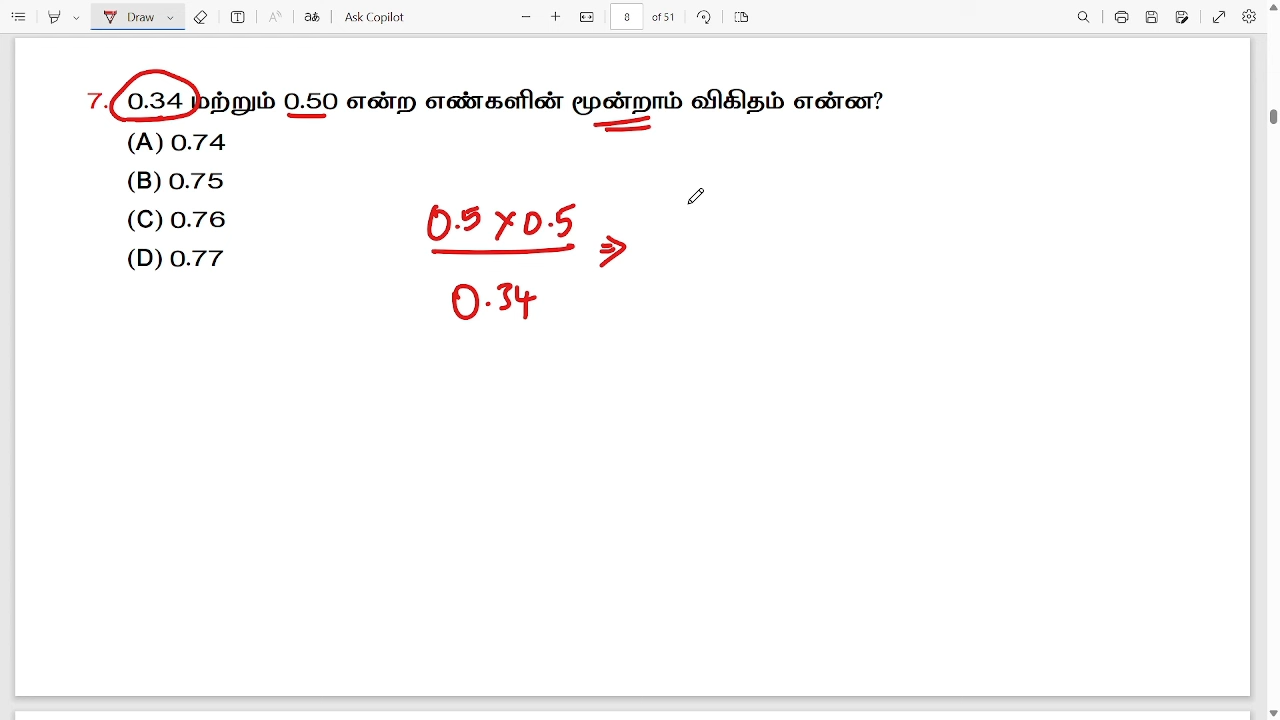 Draw
Ask Copilot
8 of 51
7. 0.34 மற்றும் 0.50 என்ற எண்களின் மூன்றாம் விகிதம் என்ன?
(A) 0.74
(B) 0.75
(C) 0.76
(D) 0.77
0.5 × 0.5 ⇒
0.34